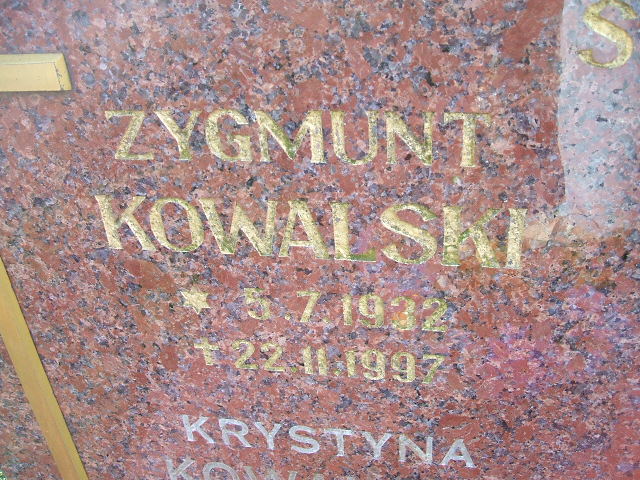 ZYGMUNT
KOWALSKI
★ 5.7.1932
✝ 22.11.1997
KRYSTYNA